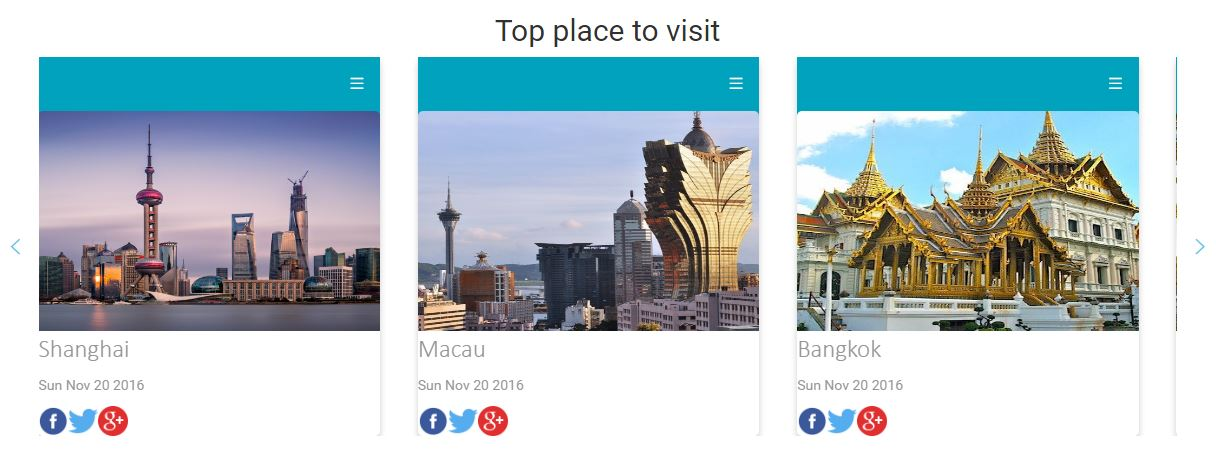 Top place to visit
Shanghai
Sun Nov 20 2016
f g+
Macau
Sun Nov 20 2016
f g+
Bangkok
Sun Nov 20 2016
f g+